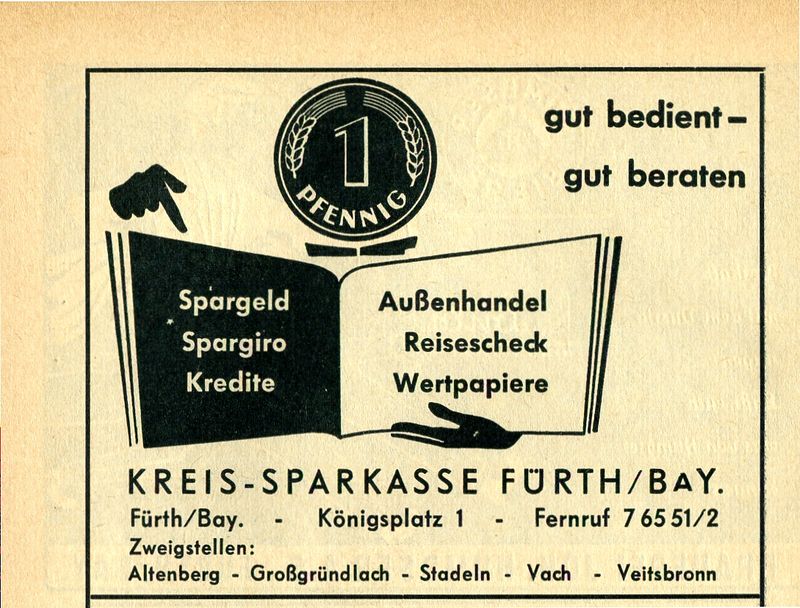 1
PFENNIG
gut bedient –
gut beraten
Spargeld
Spargiro
Kredite
Außenhandel
Reisescheck
Wertpapiere
KREIS-SPARKASSE FÜRTH/BAY.
Fürth/Bay. - Königsplatz 1 - Fernruf 7 65 51/2
Zweigstellen:
Altenberg - Großgründlach - Stadeln - Vach - Veitsbronn